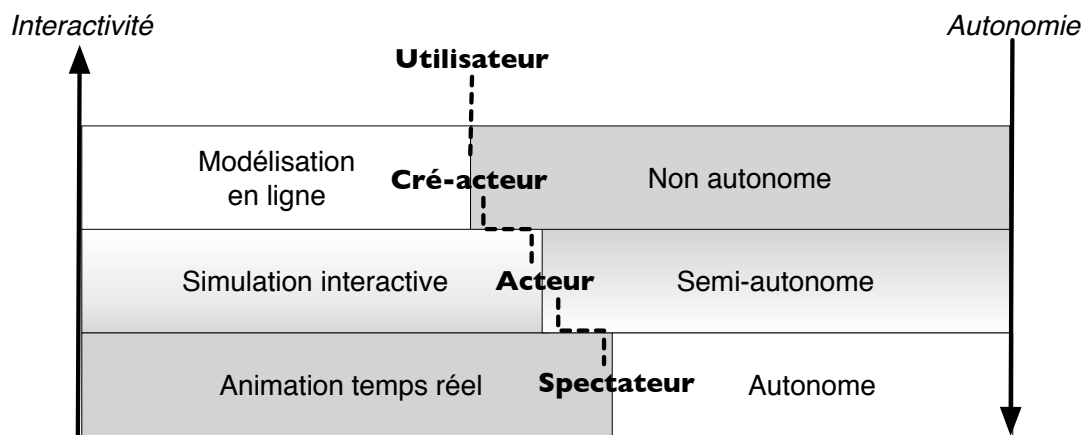 Interactivité
Autonomie
Utilisateur
Modélisation
en ligne
Cré-acteur
Non autonome
Simulation interactive
Acteur
Semi-autonome
Animation temps réel
Spectateur
Autonome